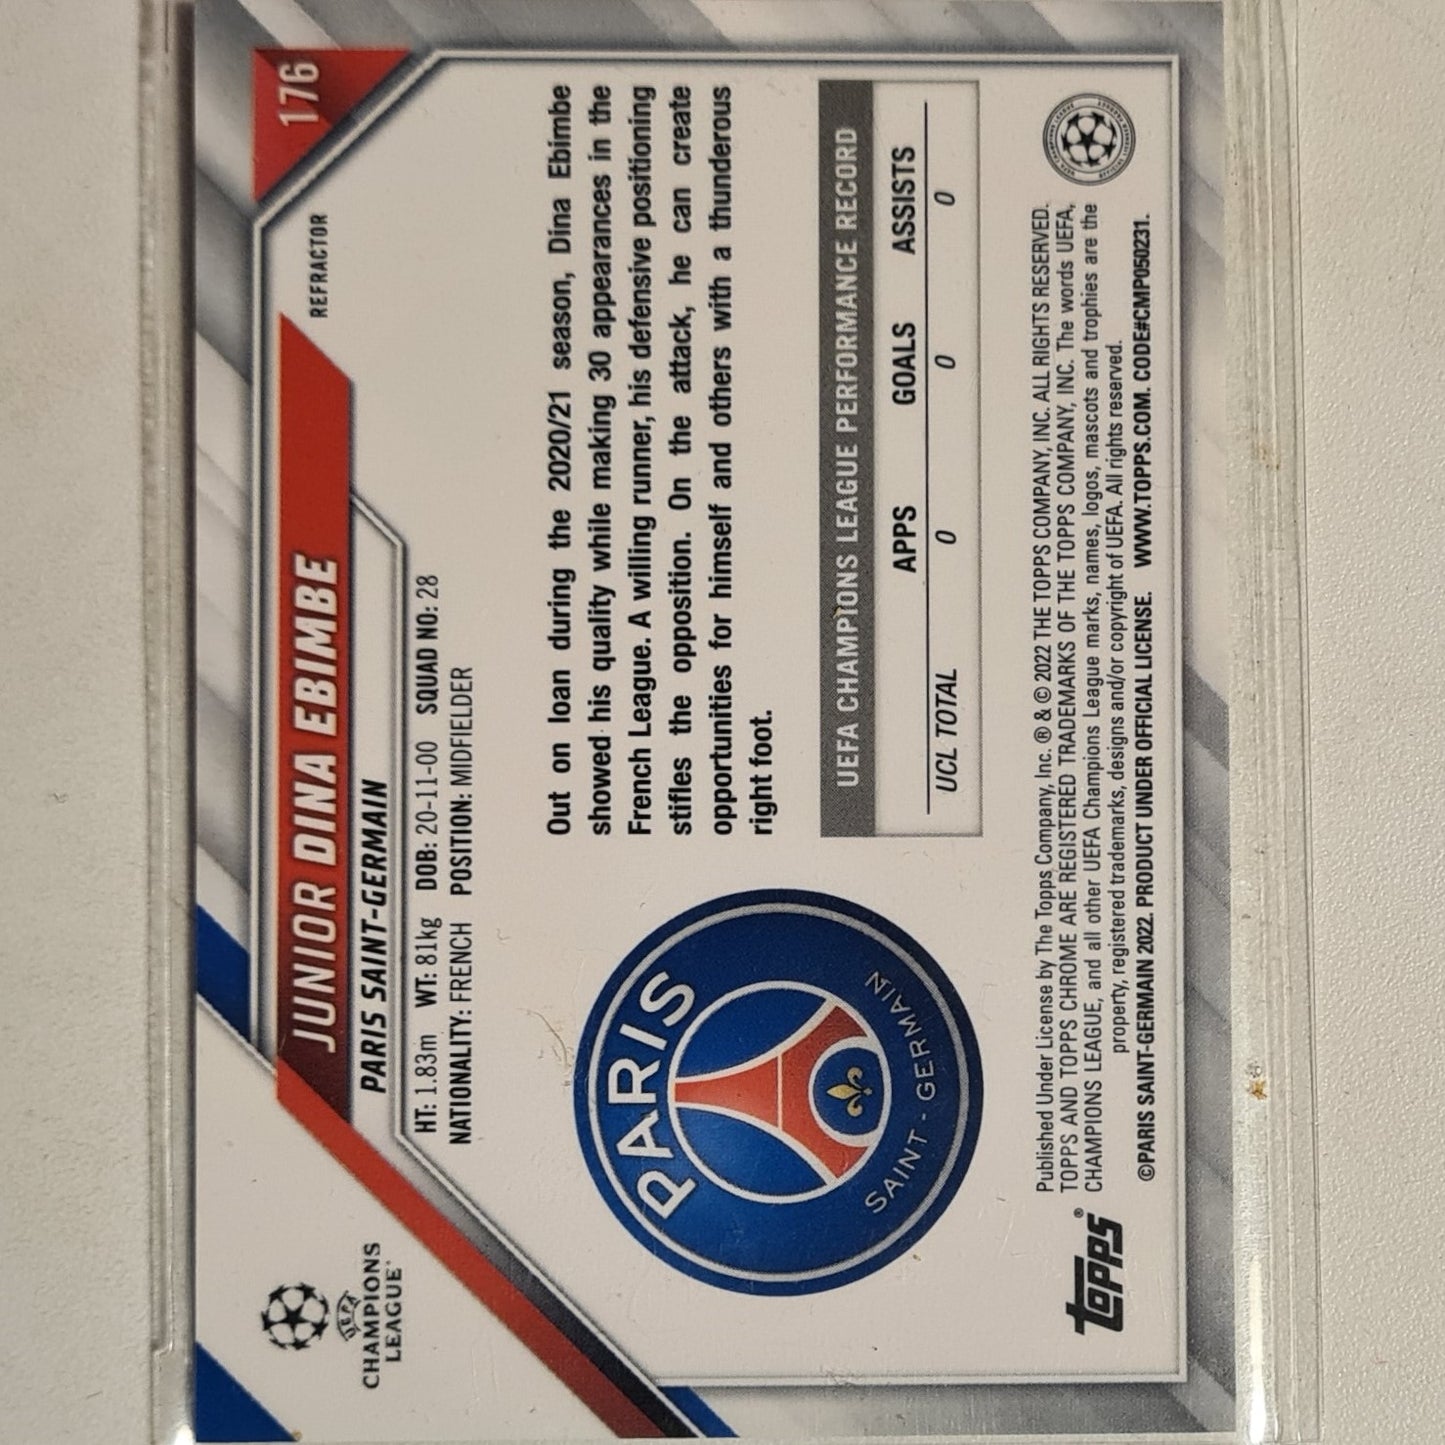 176
REFRACTOR
JUNIOR DINA EBIMBE
PARIS SAINT-GERMAIN
HT: 1.83m WT: 81kg DOB: 20-11-00 SQUAD NO: 28
NATIONALITY: FRENCH POSITION: MIDFIELDER
UEFA
CHAMPIONS
LEAGUE
Out on loan during the 2020/21 season, Dina Ebimbe
showed his quality while making 30 appearances in the
French League. A willing runner, his defensive positioning
stifles the opposition. On the attack, he can create
opportunities for himself and others with a thunderous
right foot.
PARIS
SAINT - GERMAIN
UEFA CHAMPIONS LEAGUE PERFORMANCE RECORD
APPS GOALS ASSISTS
UCL TOTAL 0 0 0
Published Under License by The Topps Company, Inc. ® & © 2022 THE TOPPS COMPANY, INC. ALL RIGHTS RESERVED.
TOPPS AND TOPPS CHROME ARE REGISTERED TRADEMARKS OF THE TOPPS COMPANY, INC. The words UEFA,
CHAMPIONS LEAGUE, and all other UEFA Champions League marks, names, logos, mascots and trophies are the
property, registered trademarks, designs and/or copyright of UEFA. All rights reserved.
©PARIS SAINT-GERMAIN 2022. PRODUCT UNDER OFFICIAL LICENSE. WWW.TOPPS.COM. CODE#CMP050231.
topps®